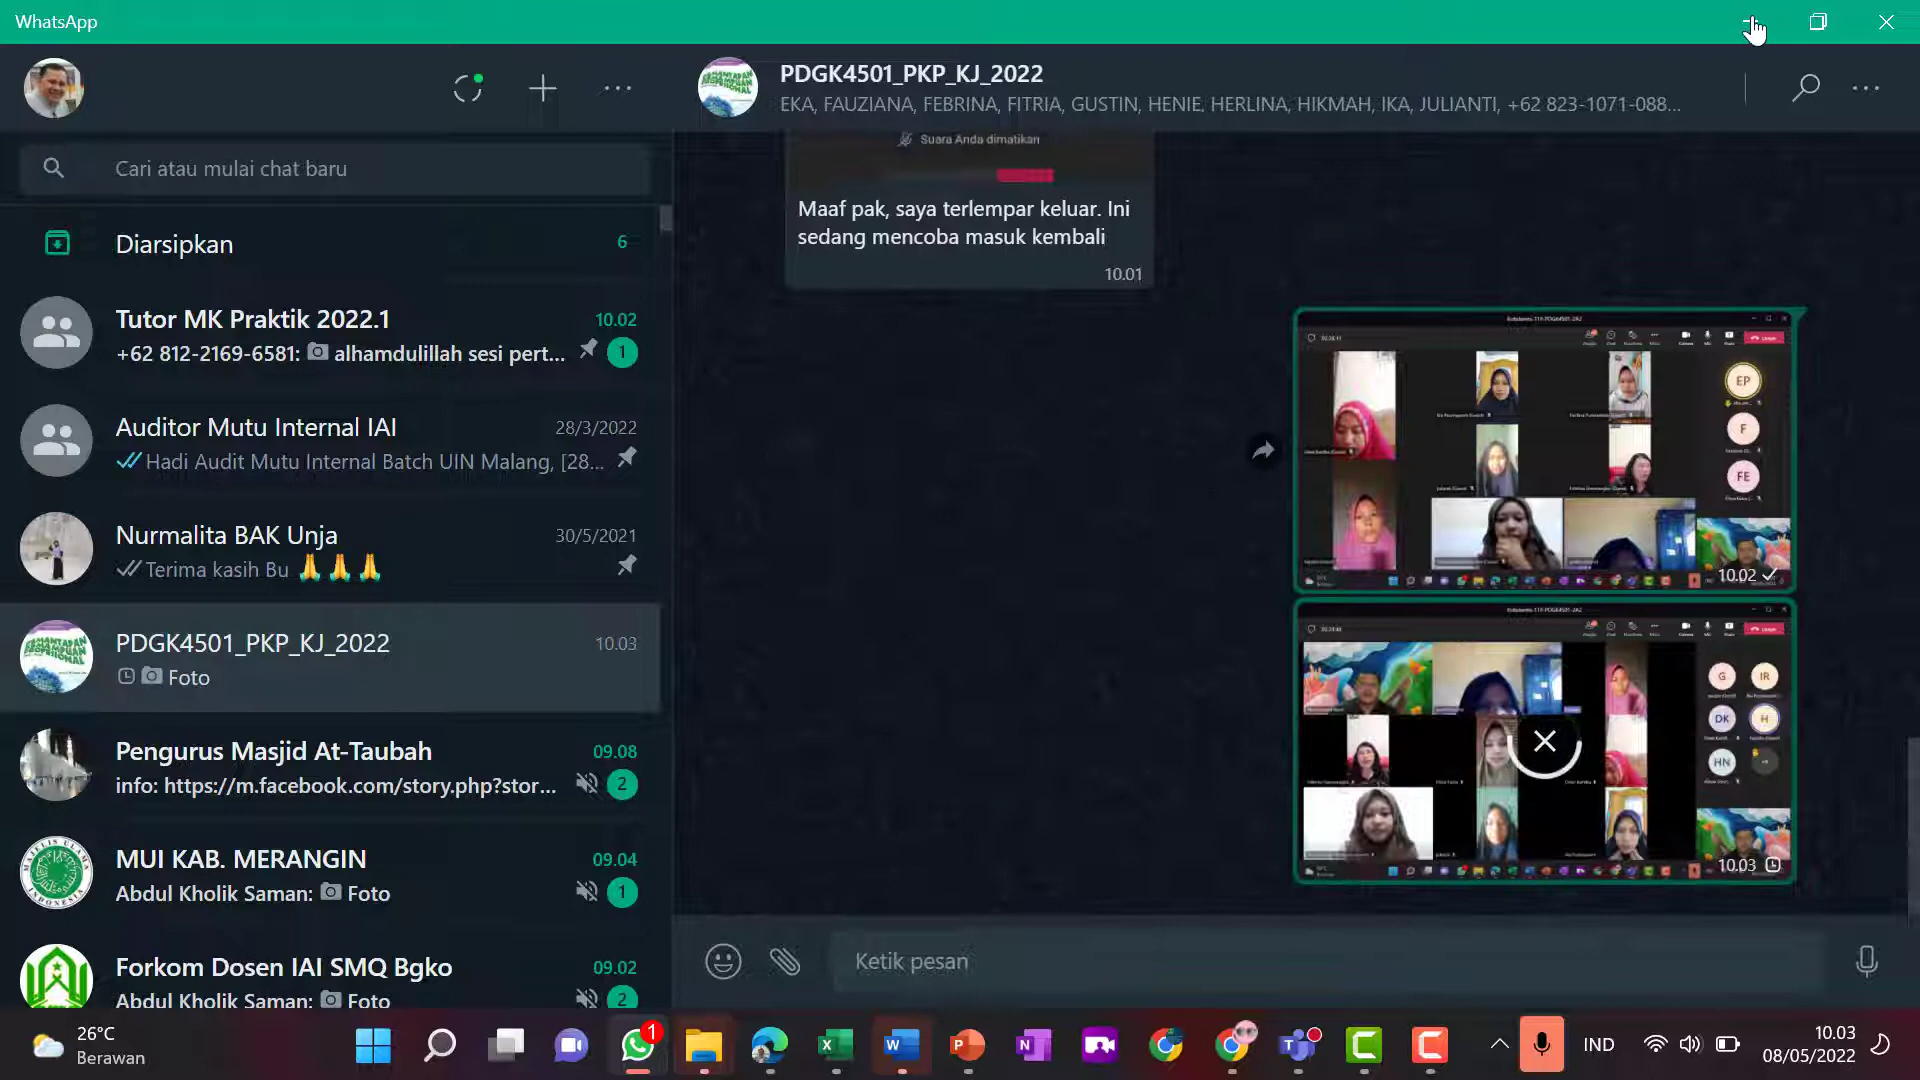 WhatsApp
PDGK4501_PKP_KJ_2022
EKA, FAUZIANA, FEBRINA, FITRIA, GUSTIN, HENIE, HERLINA, HIKMAH, IKA, JULIANTI, +62 823-1071-088...
Cari atau mulai chat baru
Diarsipkan
6
Tutor MK Praktik 2022.1
10.02
+62 812-2169-6581: alhamdulillah sesi pert...
1
Auditor Mutu Internal IAI
28/3/2022
Hadi Audit Mutu Internal Batch UIN Malang, [28...
Nurmalita BAK Unja
30/5/2021
Terima kasih Bu 🙏🙏🙏
PDGK4501_PKP_KJ_2022
10.03
Foto
Pengurus Masjid At-Taubah
09.08
info: https://m.facebook.com/story.php?stor...
2
MUI KAB. MERANGIN
09.04
Abdul Kholik Saman: Foto
1
Forkom Dosen IAI SMQ Bgko
09.02
Abdul Kholik Saman: Foto
2
Suara Anda dimatikan
Maaf pak, saya terlempar keluar. Ini
sedang mencoba masuk kembali
10.01
EP
F
FE
10.02
G
IR
DK
H
HN
10.03
Ketik pesan
26°C
Berawan
1
IND
10.03
08/05/2022